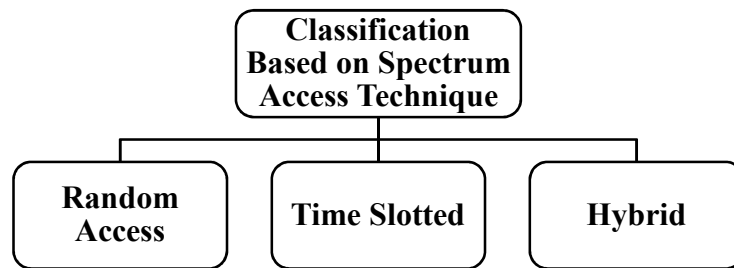 Classification
Based on Spectrum
Access Technique
Random
Access
Time Slotted
Hybrid